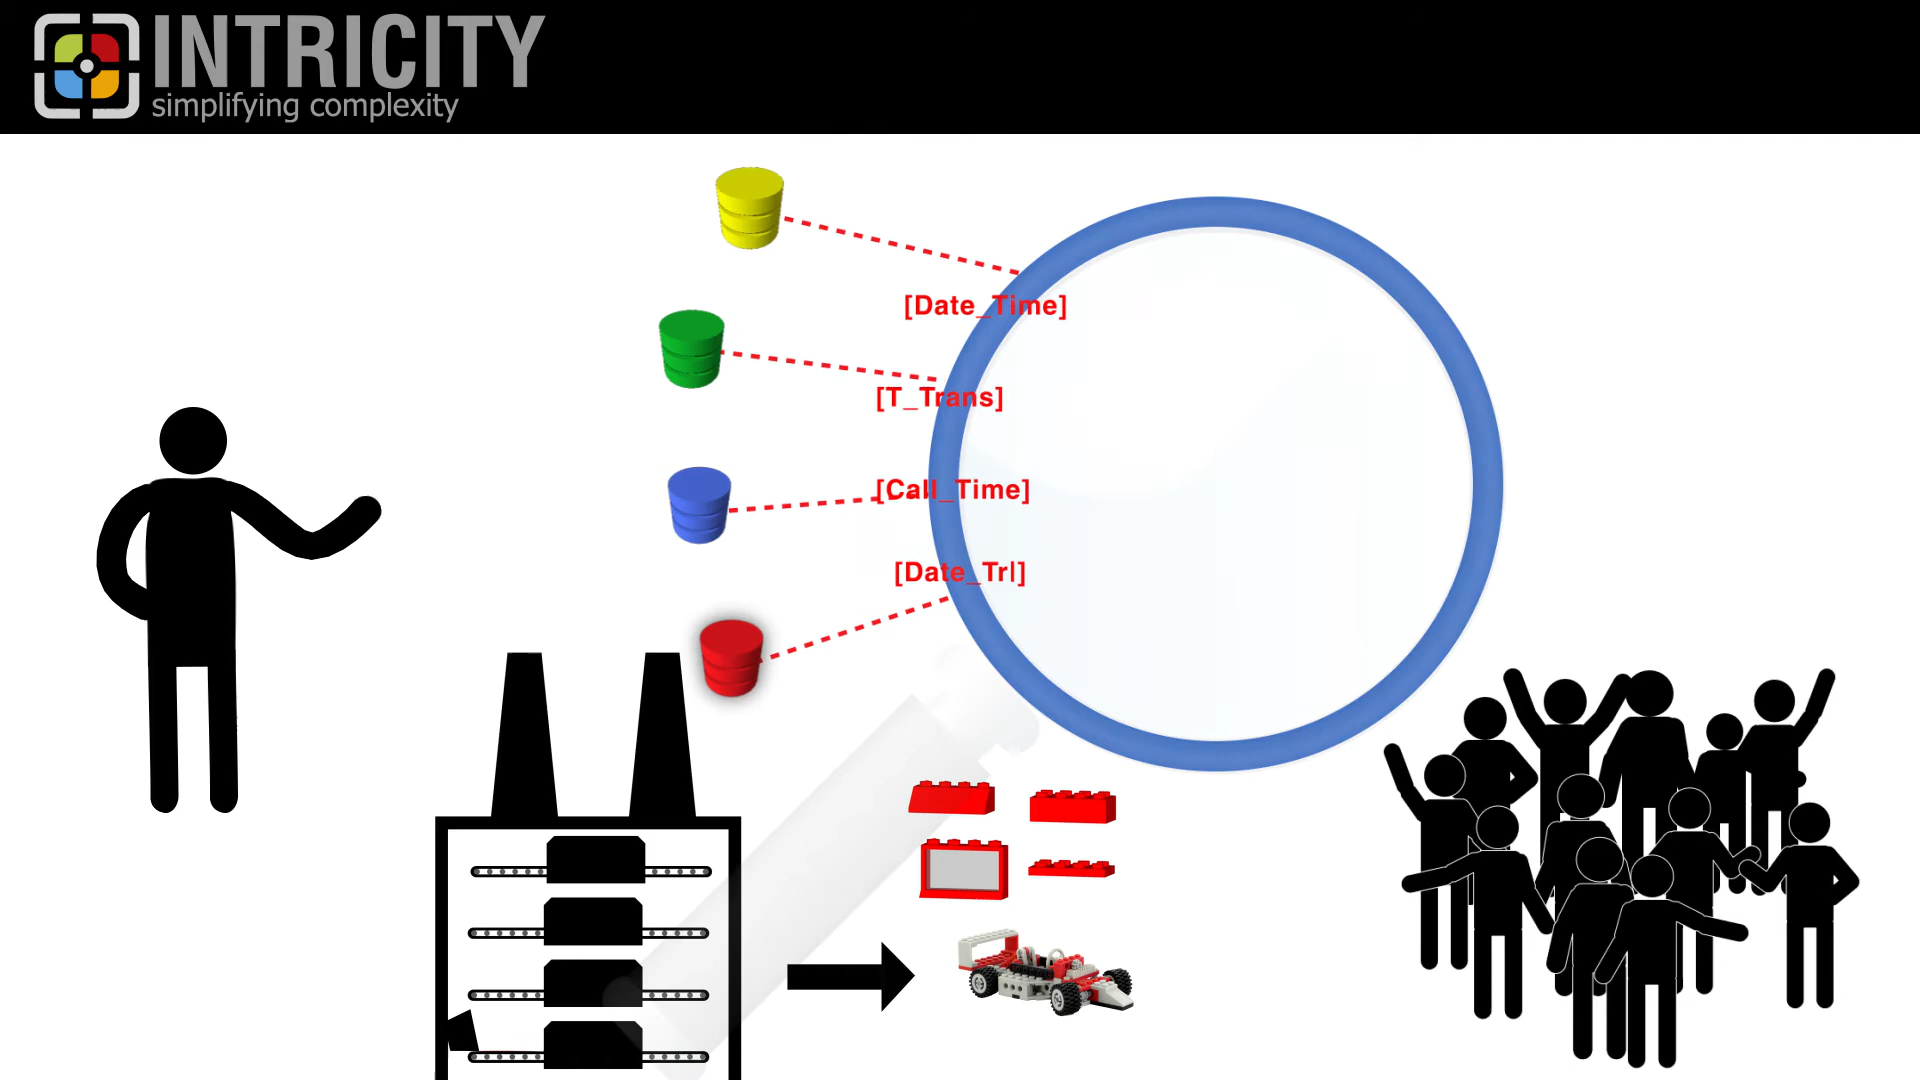 INTRICITY
simplifying complexity
[Date_Time]
[T_Trans]
[Call_Time]
[Date_Trl]